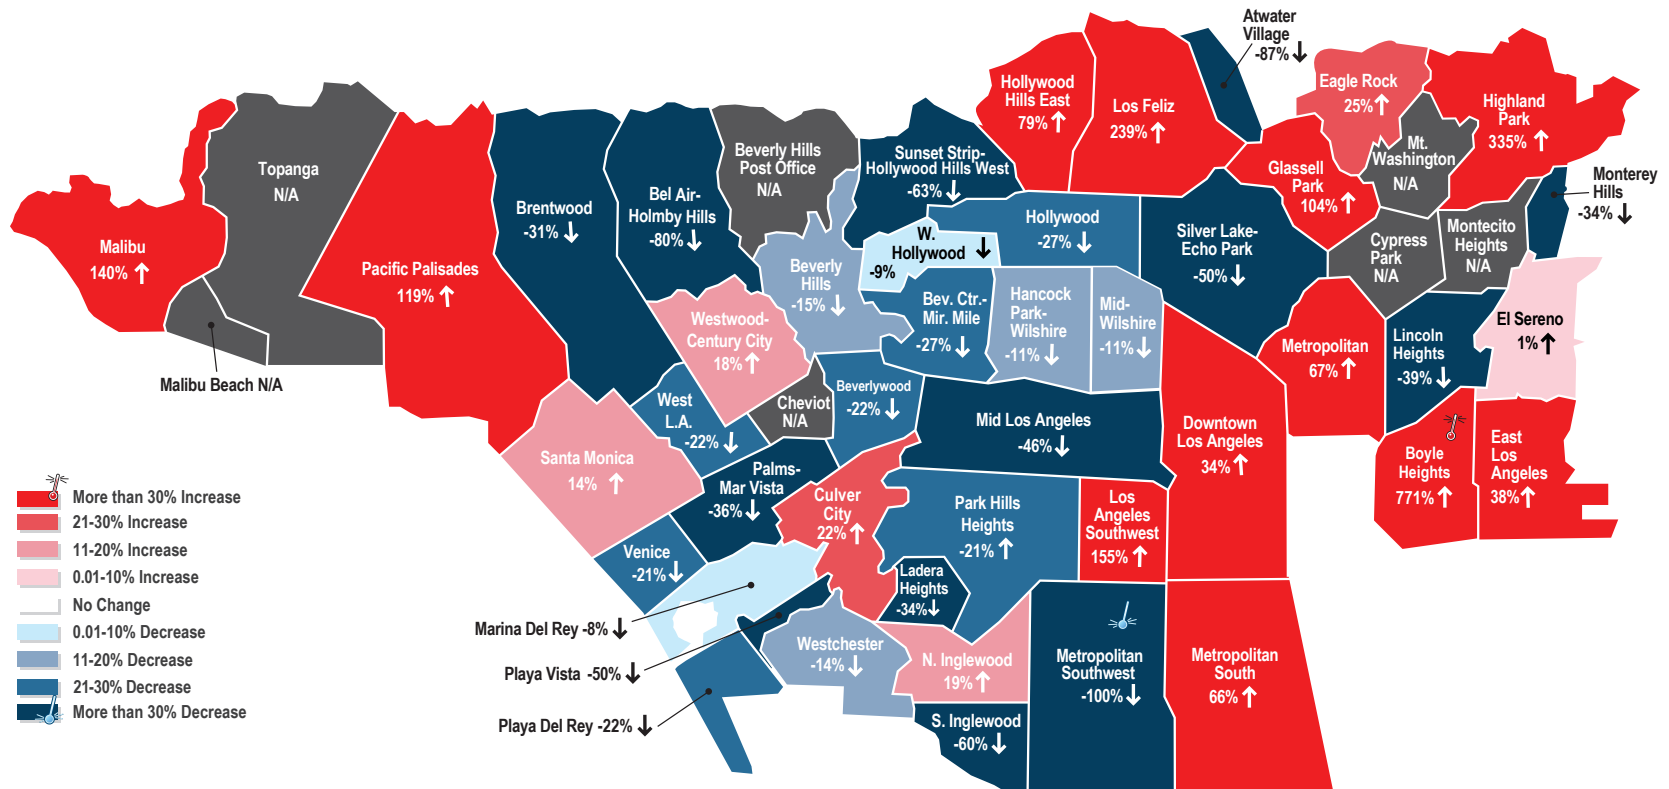 Atwater
Village
-87%
Hollywood
Hills East
79%
Los Feliz
239%
Eagle Rock
25%
Highland
Park
335%
Mt.
Washington
N/A
Glassell
Park
104%
Monterey
Hills
-34%
Topanga
N/A
Beverly Hills
Post Office
N/A
Sunset Strip-
Hollywood Hills West
-63%
Brentwood
-31%
Bel Air-
Holmby Hills
-80%
Malibu
140%
Pacific Palisades
119%
Beverly
Hills
-15%
W.
Hollywood
-9%
Hollywood
-27%
Silver Lake-
Echo Park
-50%
Cypress
Park
N/A
Montecito
Heights
N/A
Westwood-
Century City
18%
Bev. Ctr.-
Mir. Mile
-27%
Hancock
Park-
Wilshire
-11%
Mid-
Wilshire
-11%
Metropolitan
67%
Lincoln
Heights
-39%
El Sereno
1%
Malibu Beach N/A
West
L.A.
-22%
Cheviot
N/A
Beverlywood
-22%
Mid Los Angeles
-46%
Downtown
Los Angeles
34%
Boyle
Heights
771%
East
Los
Angeles
38%
Santa Monica
14%
Palms-
Mar Vista
-36%
Culver
City
22%
Park Hills
Heights
-21%
Los
Angeles
Southwest
155%
Venice
-21%
Ladera
Heights
-34%
Marina Del Rey -8%
Playa Vista -50%
Playa Del Rey -22%
Westchester
-14%
N. Inglewood
19%
S. Inglewood
-60%
Metropolitan
Southwest
-100%
Metropolitan
South
66%
More than 30% Increase
21-30% Increase
11-20% Increase
0.01-10% Increase
No Change
0.01-10% Decrease
11-20% Decrease
21-30% Decrease
More than 30% Decrease